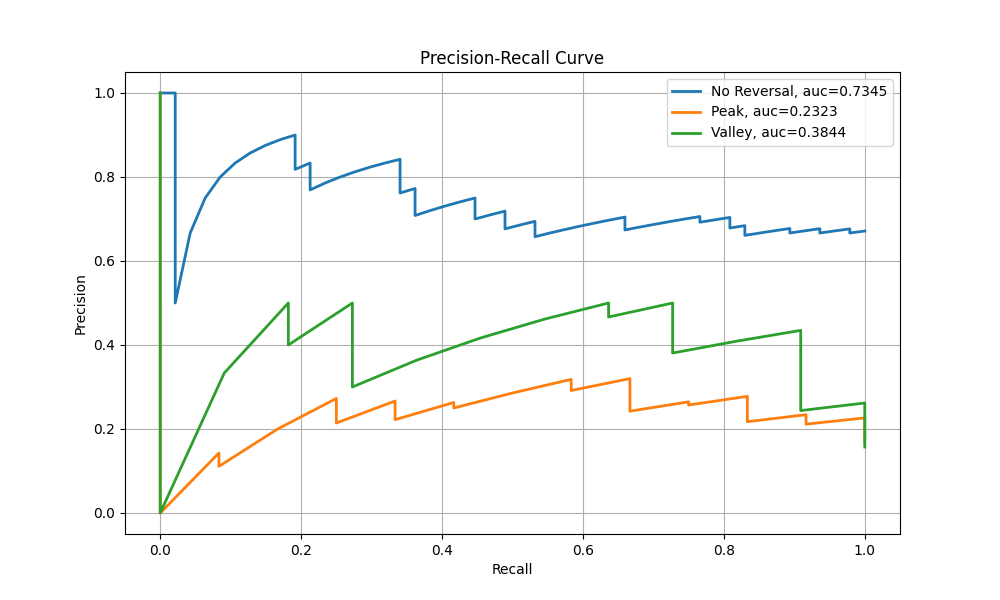 Precision-Recall Curve
No Reversal, auc=0.7345
Peak, auc=0.2323
Valley, auc=0.3844
Precision
1.0
0.8
0.6
0.4
0.2
0.0
0.0 0.2 0.4 0.6 0.8 1.0
Recall